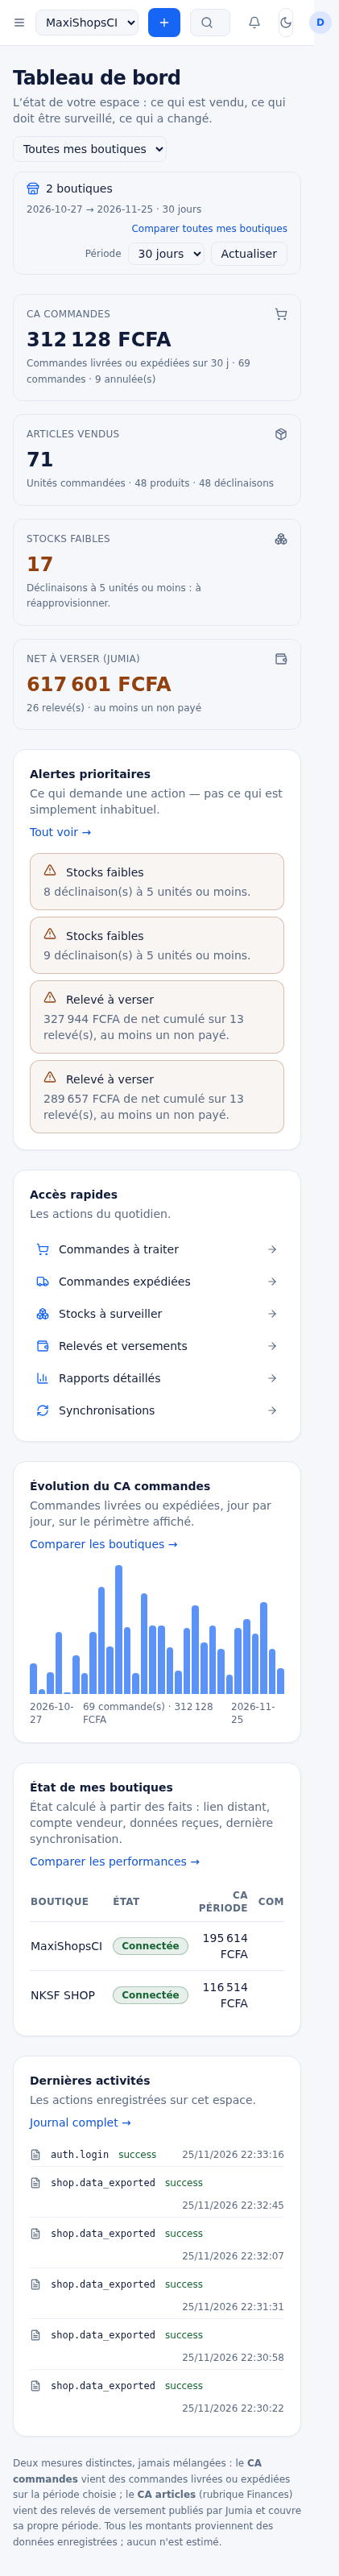 MaxiShopsCI
D
Tableau de bord
L’état de votre espace : ce qui est vendu, ce qui
doit être surveillé, ce qui a changé.
Toutes mes boutiques
2 boutiques
2026-10-27 → 2026-11-25 · 30 jours
Comparer toutes mes boutiques
Période 30 jours Actualiser
CA COMMANDES
312 128 FCFA
Commandes livrées ou expédiées sur 30 j · 69
commandes · 9 annulée(s)
ARTICLES VENDUS
71
Unités commandées · 48 produits · 48 déclinaisons
STOCKS FAIBLES
17
Déclinaisons à 5 unités ou moins : à
réapprovisionner.
NET À VERSER (JUMIA)
617 601 FCFA
26 relevé(s) · au moins un non payé
Alertes prioritaires
Ce qui demande une action — pas ce qui est
simplement inhabituel.
Tout voir →
Stocks faibles
8 déclinaison(s) à 5 unités ou moins.
Stocks faibles
9 déclinaison(s) à 5 unités ou moins.
Relevé à verser
327 944 FCFA de net cumulé sur 13
relevé(s), au moins un non payé.
Relevé à verser
289 657 FCFA de net cumulé sur 13
relevé(s), au moins un non payé.
Accès rapides
Les actions du quotidien.
Commandes à traiter
Commandes expédiées
Stocks à surveiller
Relevés et versements
Rapports détaillés
Synchronisations
Évolution du CA commandes
Commandes livrées ou expédiées, jour par
jour, sur le périmètre affiché.
Comparer les boutiques →
2026-10-27
69 commande(s) · 312 128 FCFA
2026-11-25
État de mes boutiques
État calculé à partir des faits : lien distant,
compte vendeur, données reçues, dernière
synchronisation.
Comparer les performances →
BOUTIQUE ÉTAT CA PÉRIODE COM
MaxiShopsCI Connectée 195 614 FCFA
NKSF SHOP Connectée 116 514 FCFA
Dernières activités
Les actions enregistrées sur cet espace.
Journal complet →
auth.login success 25/11/2026 22:33:16
shop.data_exported success
25/11/2026 22:32:45
shop.data_exported success
25/11/2026 22:32:07
shop.data_exported success
25/11/2026 22:31:31
shop.data_exported success
25/11/2026 22:30:58
shop.data_exported success
25/11/2026 22:30:22
Deux mesures distinctes, jamais mélangées : le CA
commandes vient des commandes livrées ou expédiées
sur la période choisie ; le CA articles (rubrique Finances)
vient des relevés de versement publiés par Jumia et couvre
sa propre période. Tous les montants proviennent des
données enregistrées ; aucun n'est estimé.